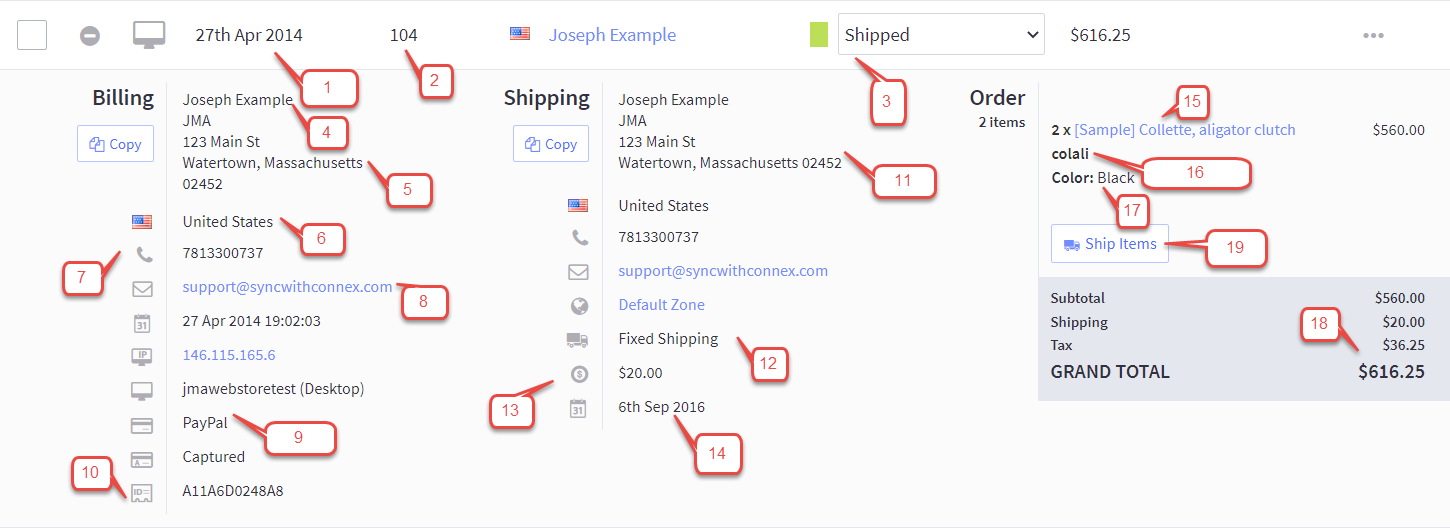 27th Apr 2014 104 Joseph Example Shipped $616.25
1 2 3
Billing
Copy
Joseph Example
4
JMA
123 Main St
Watertown, Massachusetts
02452
5
United States
6
7
7813300737
support@syncwithconnex.com
8
31 27 Apr 2014 19:02:03
IP 146.115.165.6
jmawebstoretest (Desktop)
PayPal
9
A Captured
10
ID A11A6D0248A8
Shipping
Copy
Joseph Example
JMA
123 Main St
Watertown, Massachusetts 02452
11
United States
7813300737
support@syncwithconnex.com
Default Zone
Fixed Shipping
12
$ $20.00
13
31 6th Sep 2016
14
Order
2 items
15
2 x [Sample] Collette, aligator clutch $560.00
colali
16
Color: Black
17
Ship Items
19
Subtotal $560.00
Shipping $20.00
18
Tax $36.25
GRAND TOTAL $616.25